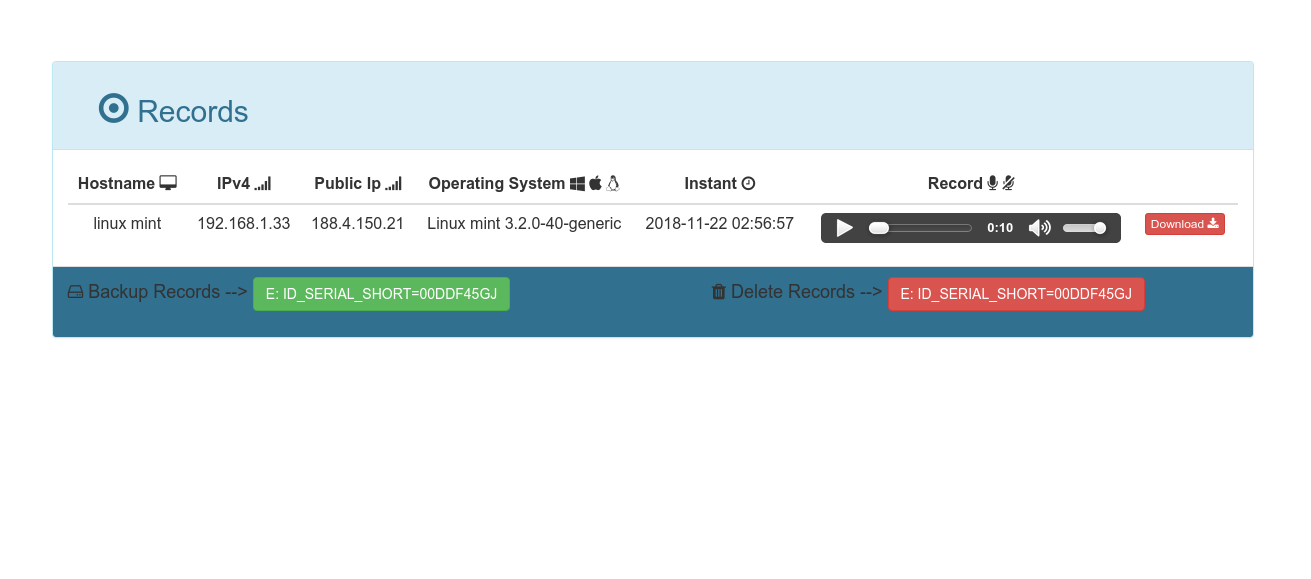 Records
Hostname IPv4 Public Ip Operating System Instant Record
linux mint 192.168.1.33 188.4.150.21 Linux mint 3.2.0-40-generic 2018-11-22 02:56:57 0:10 Download
Backup Records --> E: ID_SERIAL_SHORT=00DDF45GJ Delete Records --> E: ID_SERIAL_SHORT=00DDF45GJ